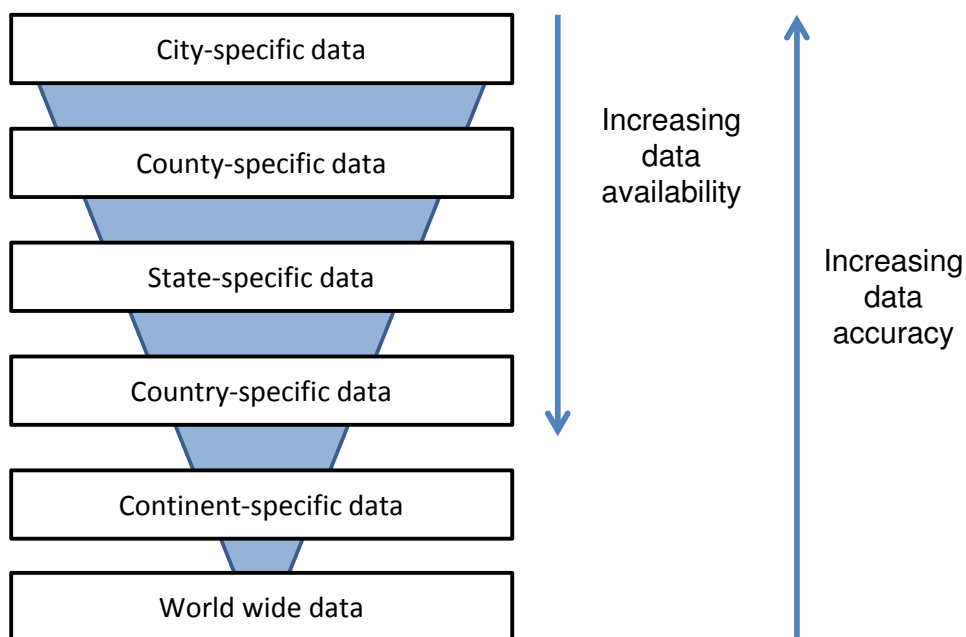 City-specific data
County-specific data
State-specific data
Country-specific data
Continent-specific data
World wide data
Increasing
data
availability
Increasing
data
accuracy